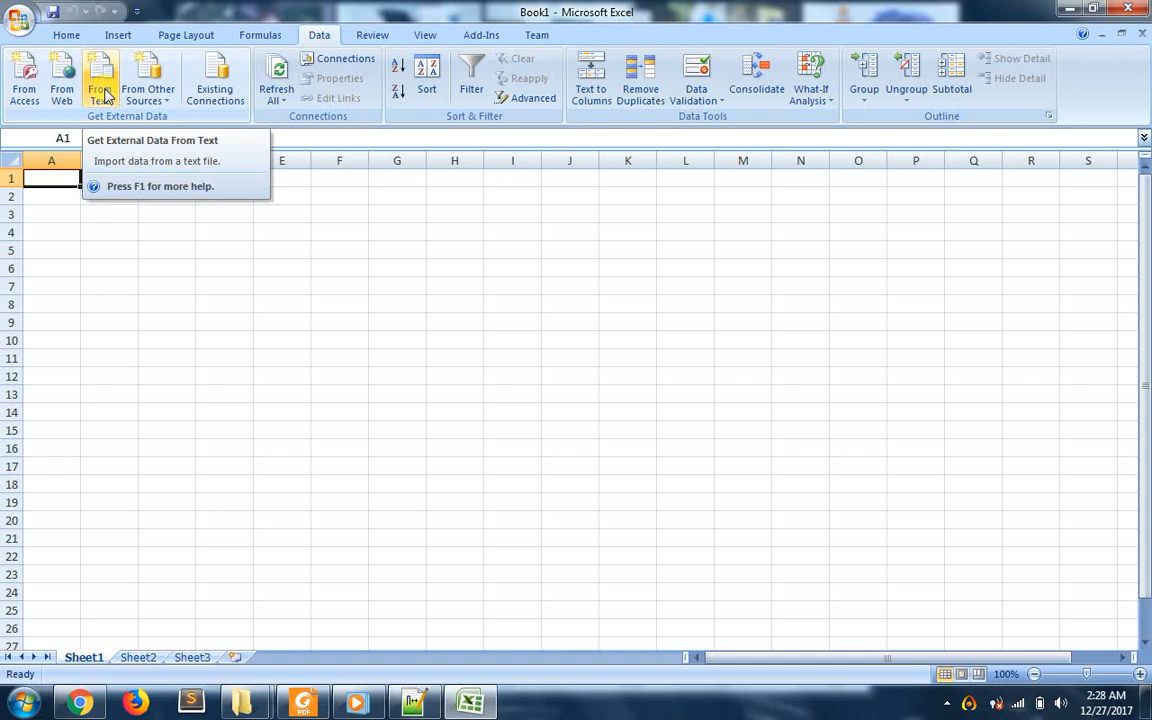 Book1 - Microsoft Excel
Home Insert Page Layout Formulas Data Review View Add-Ins Team
From Access
From Web
From Text
From Other Sources
Existing Connections
Get External Data
Refresh All
Connections
Properties
Edit Links
Connections
Sort
Filter
Clear
Reapply
Advanced
Sort & Filter
Text to Columns
Remove Duplicates
Data Validation
Consolidate
What-If Analysis
Data Tools
Group
Ungroup
Subtotal
Show Detail
Hide Detail
Outline
A1
Get External Data From Text
Import data from a text file.
Press F1 for more help.
A E F G H I J K L M N O P Q R S
1
2
3
4
5
6
7
8
9
10
11
12
13
14
15
16
17
18
19
20
21
22
23
24
25
26
27
Sheet1 Sheet2 Sheet3
Ready
100%
2:28 AM
12/27/2017